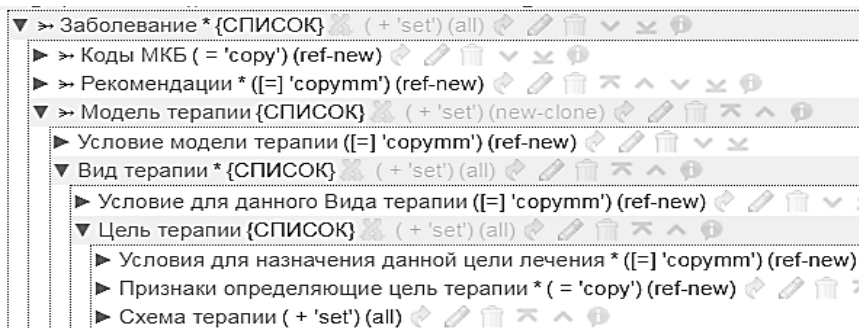 ▼ ↣ Заболевание * {СПИСОК} ( + 'set') (all)
▶ ↣ Коды МКБ ( = 'copy') (ref-new)
▶ ↣ Рекомендации * ([=] 'copymm') (ref-new)
▼ ↣ Модель терапии {СПИСОК} ( + 'set') (new-clone)
▶ Условие модели терапии ([=] 'copymm') (ref-new)
▼ Вид терапии * {СПИСОК} ( + 'set') (all)
▶ Условие для данного Вида терапии ([=] 'copymm') (ref-new)
▼ Цель терапии {СПИСОК} ( + 'set') (all)
▶ Условия для назначения данной цели лечения * ([=] 'copymm') (ref-new)
▶ Признаки определяющие цель терапии * ( = 'copy') (ref-new)
▶ Схема терапии ( + 'set') (all)